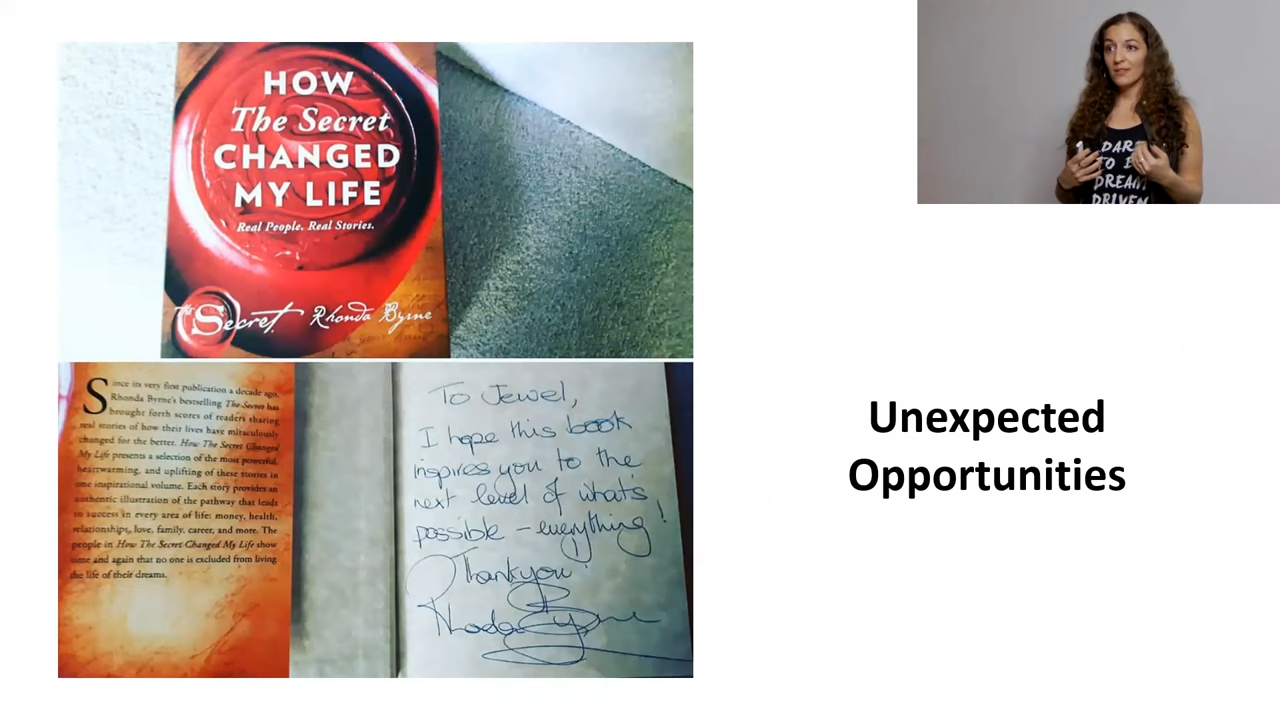 HOW
The Secret
CHANGED
MY LIFE
Real People. Real Stories.
The Secret Rhonda Byrne
Since its very first publication a decade ago,
Rhonda Byrne's bestselling The Secret has
brought forth scores of readers sharing
real stories of how their lives have miraculously
changed for the better. How The Secret Changed
My Life presents a selection of the most powerful,
heartwarming, and uplifting of these stories in
one inspirational volume. Each story provides an
authentic illustration of the pathway that leads
to success in every area of life: money, health,
relationships, love, family, career, and more. The
people in How The Secret Changed My Life show
time and again that no one is excluded from living
the life of their dreams.
To Jewel,
I hope this book
inspires you to the
next level of what's
possible – everything!
Thankyou
Rhonda Byrne
DARE
TO BE
DREAM
DRIVEN
Unexpected
Opportunities